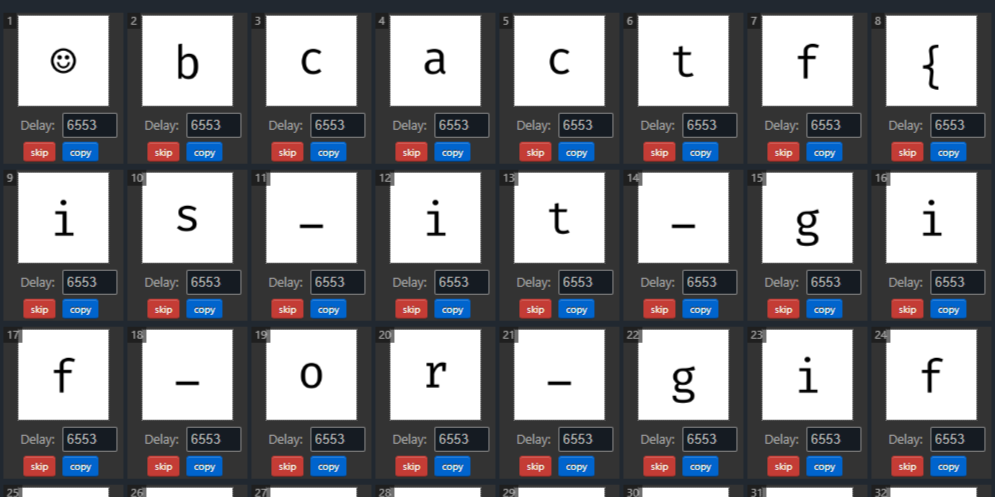 1 2 3 4 5 6 7 8
☺ b c a c t f {
Delay: 6553 Delay: 6553 Delay: 6553 Delay: 6553 Delay: 6553 Delay: 6553 Delay: 6553 Delay: 6553
skip copy skip copy skip copy skip copy skip copy skip copy skip copy skip copy
9 10 11 12 13 14 15 16
i s _ i t _ g i
Delay: 6553 Delay: 6553 Delay: 6553 Delay: 6553 Delay: 6553 Delay: 6553 Delay: 6553 Delay: 6553
skip copy skip copy skip copy skip copy skip copy skip copy skip copy skip copy
17 18 19 20 21 22 23 24
f _ o r _ g i f
Delay: 6553 Delay: 6553 Delay: 6553 Delay: 6553 Delay: 6553 Delay: 6553 Delay: 6553 Delay: 6553
skip copy skip copy skip copy skip copy skip copy skip copy skip copy skip copy
25 26 27 28 29 30 31 32